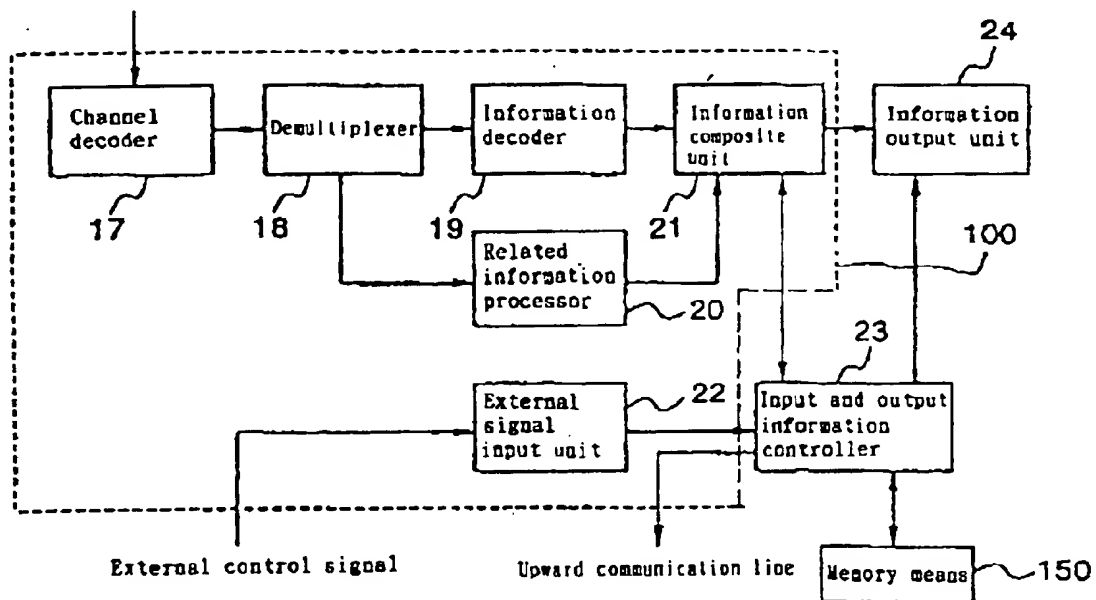 24
Channel
decoder
Demultiplexer
Information
decoder
Information
composite
unit
Information
output unit
17
18
19
21
100
Related
information
processor
20
23
External
signal
input unit
22
Input and output
information
controller
External control signal
Upward communication line
Memory means
150